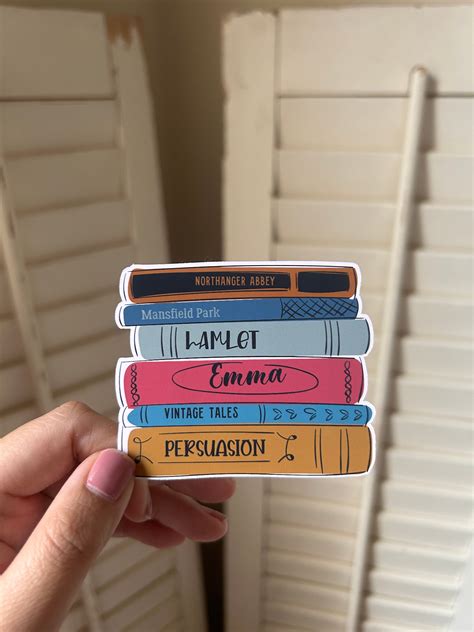 NORTHANGER ABBEY
Mansfield Park
HAMLET
Emma
VINTAGE TALES
PERSUASION